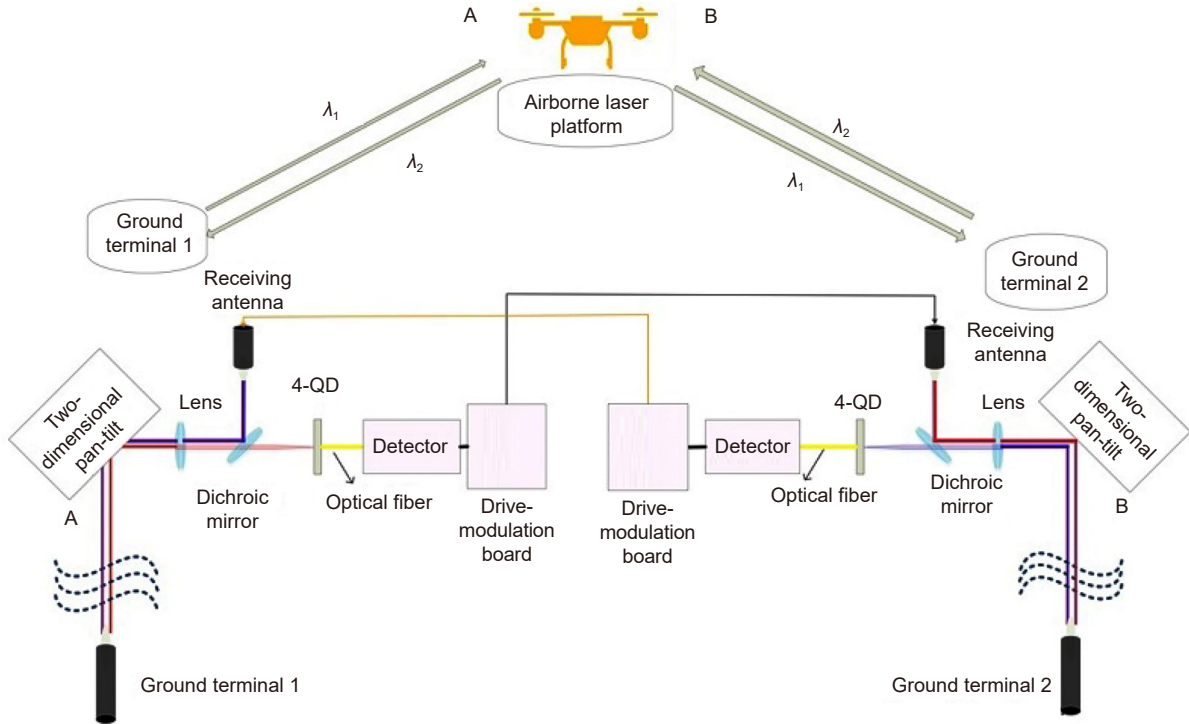 A
B
Airborne laser
platform
λ1
λ2
λ2
λ1
Ground
terminal 1
Ground
terminal 2
Receiving
antenna
Receiving
antenna
Two-
dimensional
pan-tilt
Lens
4-QD
Detector
Detector
4-QD
Lens
Two-
dimensional
pan-tilt
Dichroic
mirror
Optical fiber
Drive-
modulation
board
Drive-
modulation
board
Optical fiber
Dichroic
mirror
A
B
Ground terminal 1
Ground terminal 2